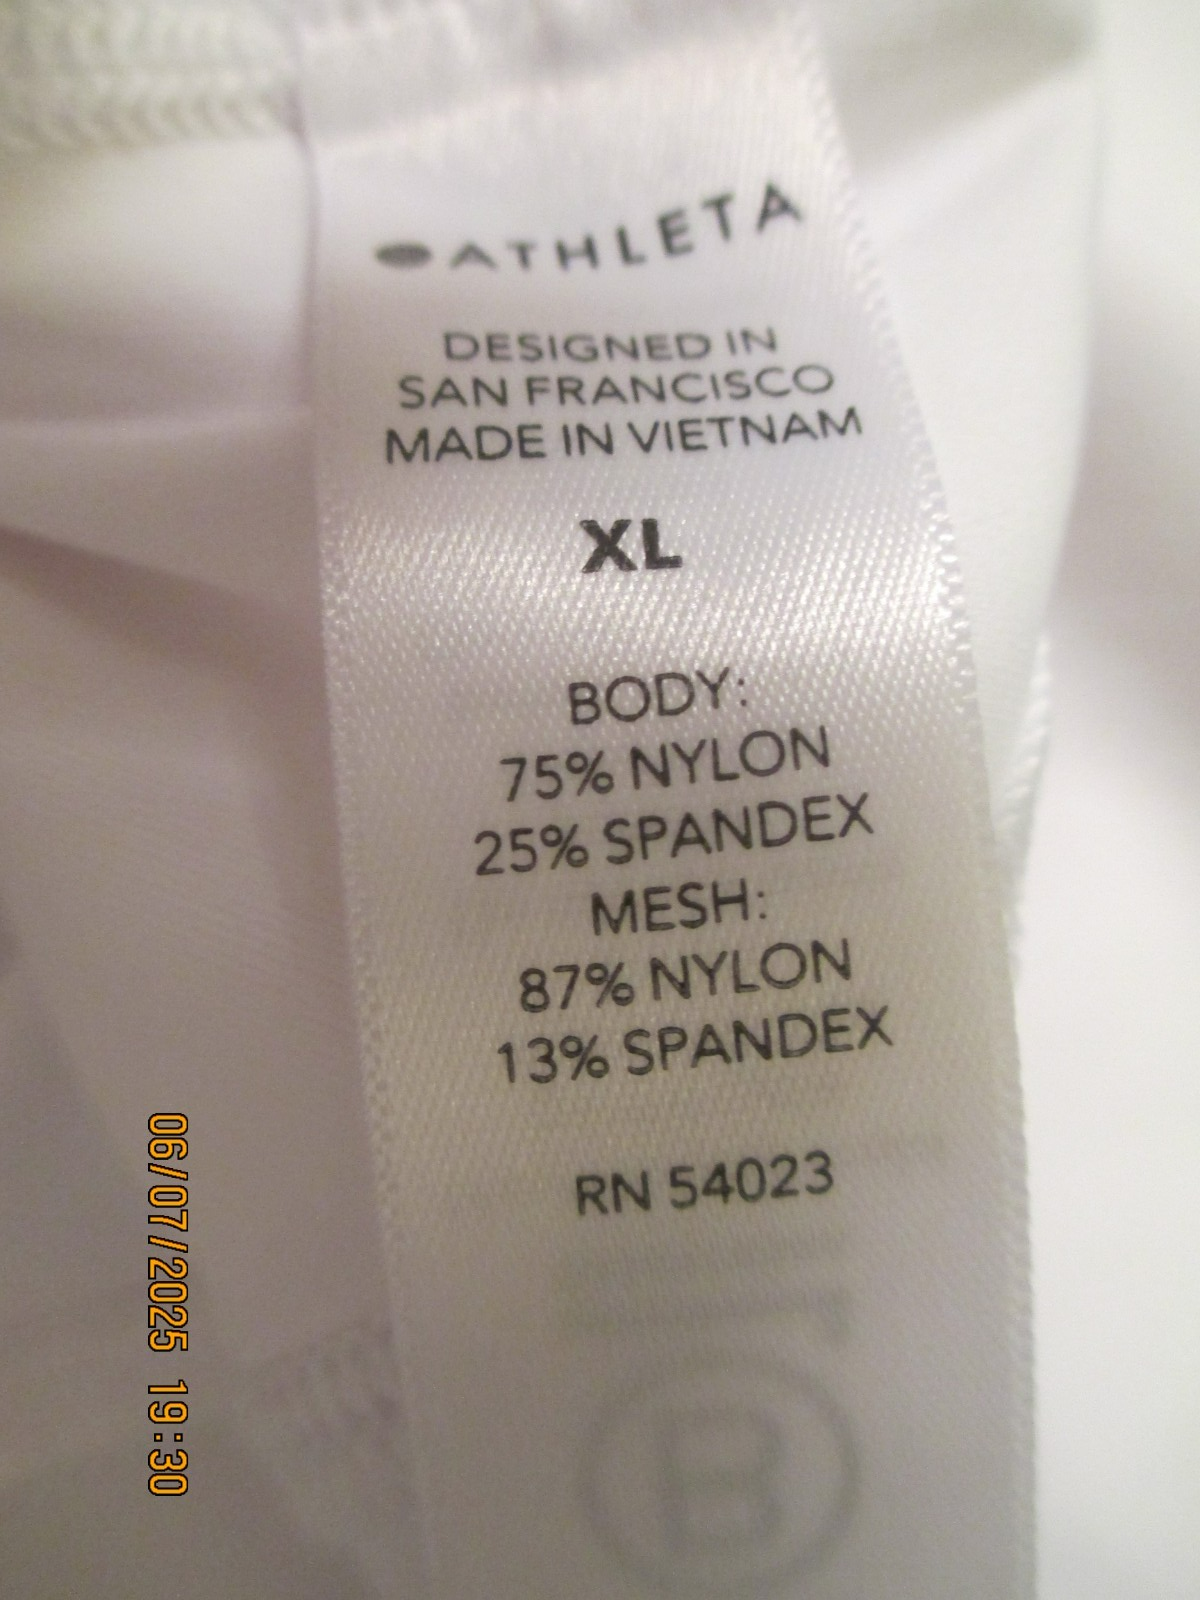 ATHLETA
DESIGNED IN
SAN FRANCISCO
MADE IN VIETNAM
XL
BODY:
75% NYLON
25% SPANDEX
MESH:
87% NYLON
13% SPANDEX
RN 54023
B
06/07/2025 19:30